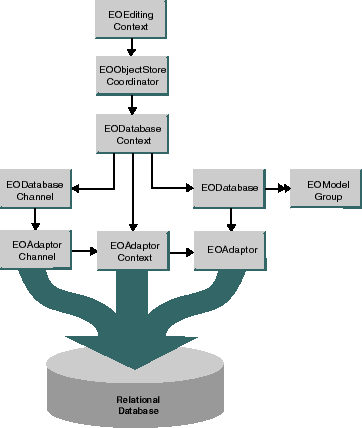 EOEditing
Context
EOObjectStore
Coordinator
EODatabase
Context
EODatabase
Channel
EODatabase
EOModel
Group
EOAdaptor
Channel
EOAdaptor
Context
EOAdaptor
Relational
Database